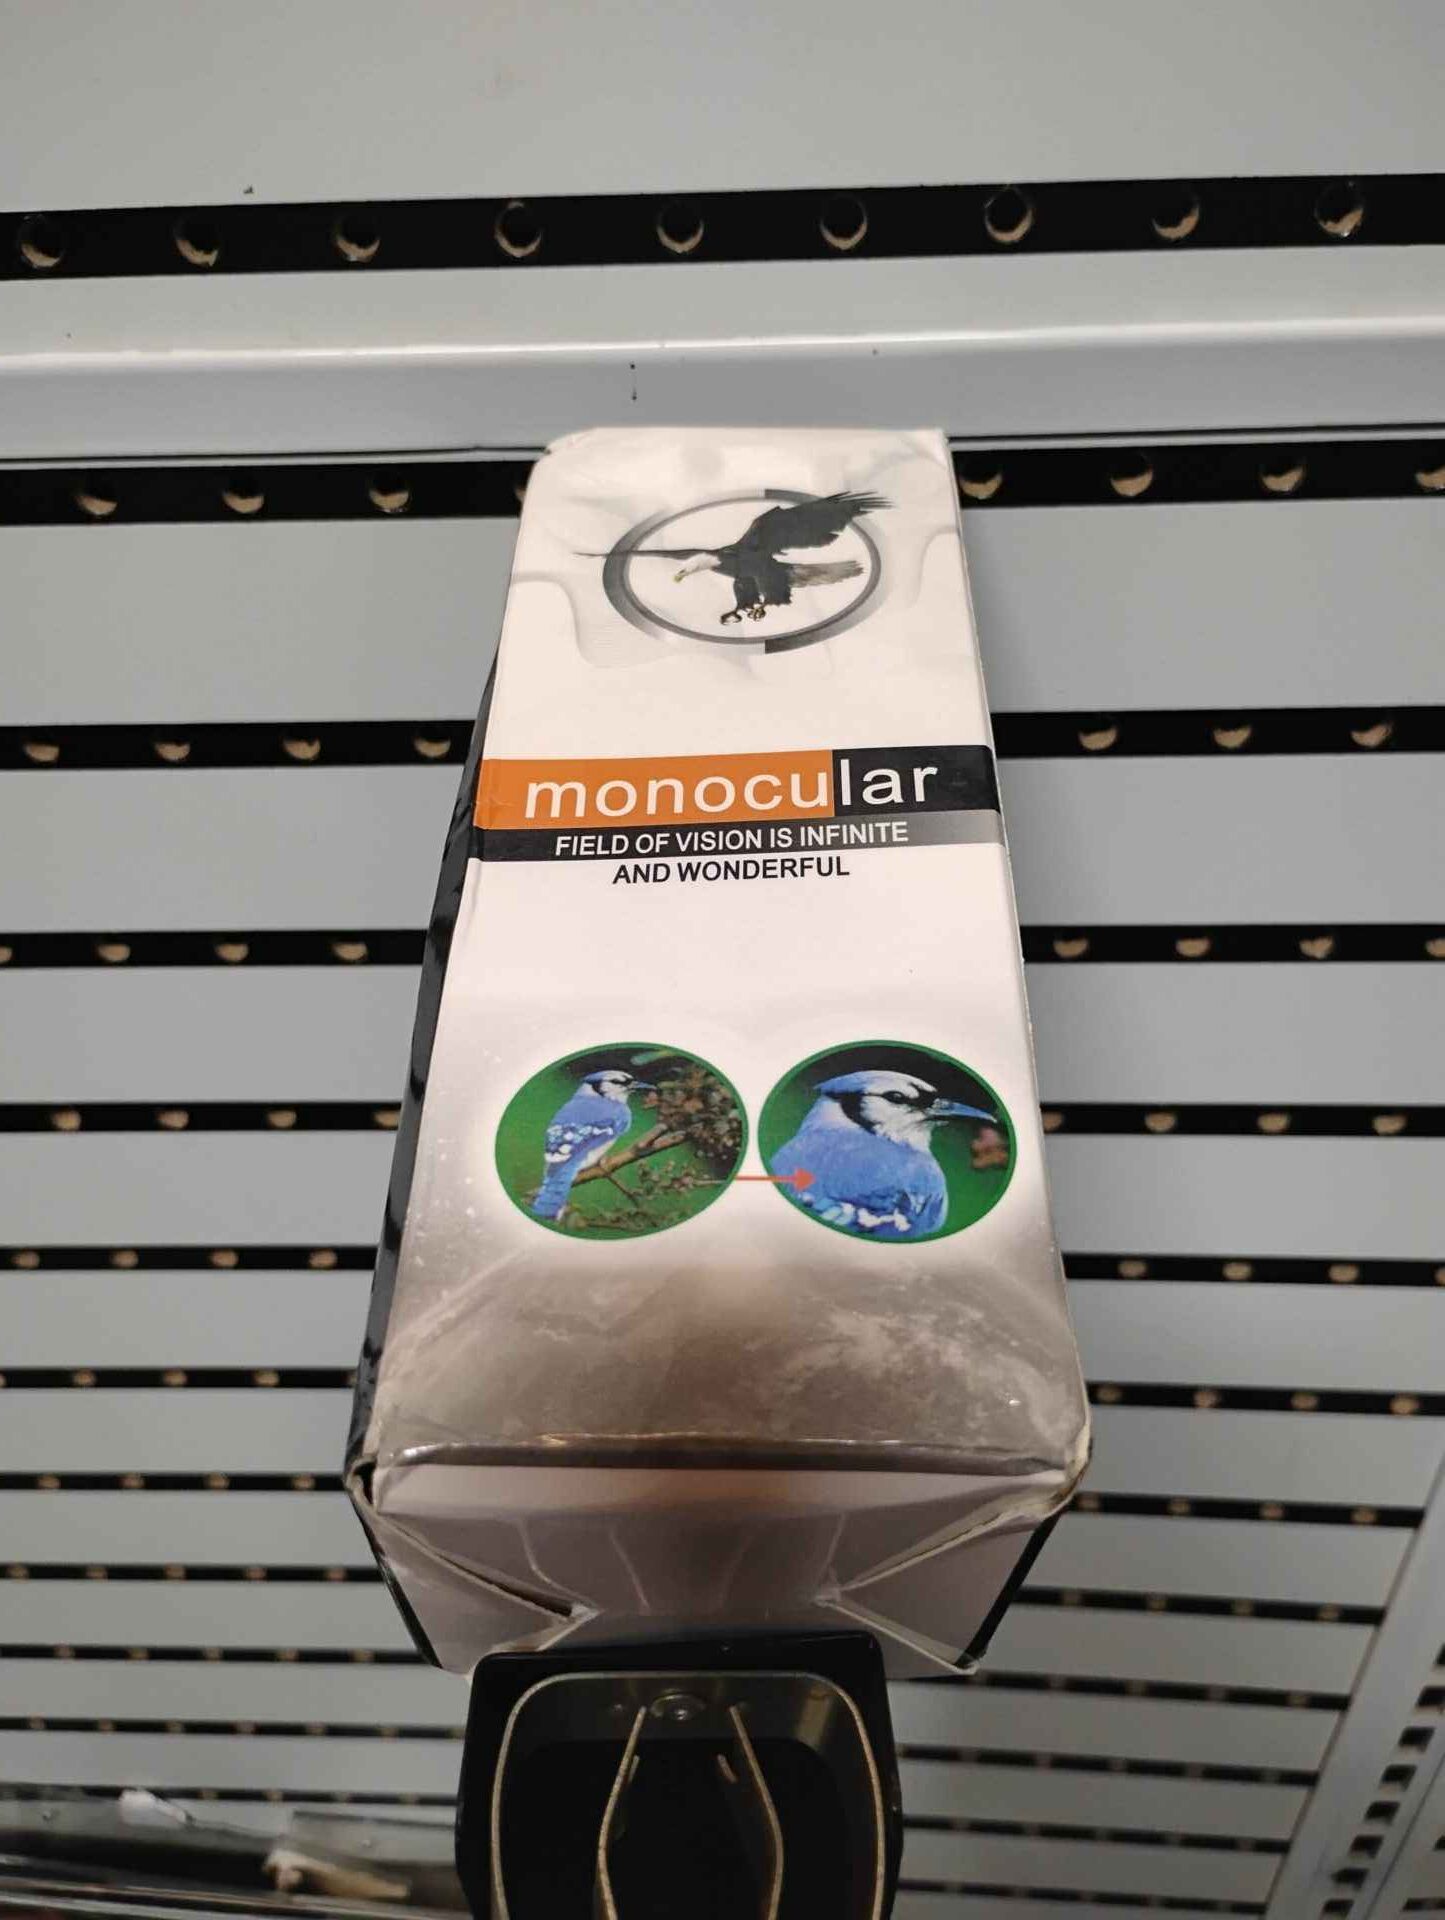 monocular
FIELD OF VISION IS INFINITE
AND WONDERFUL